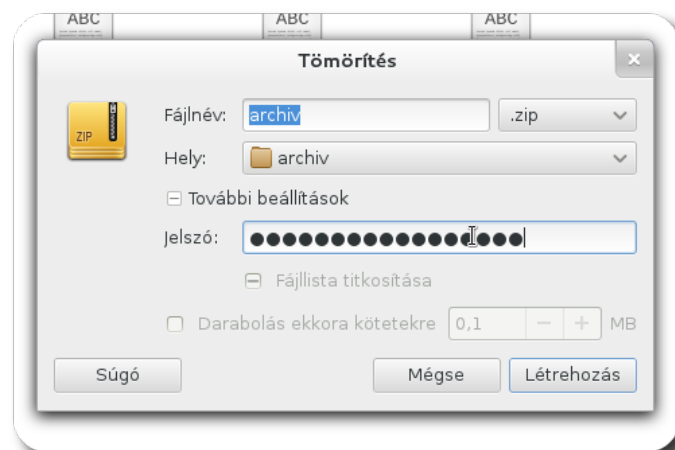 ABC ABC ABC
Tömörítés
Fájlnév: archiv .zip
ZIP
Hely: archiv
További beállítások
Jelszó: ●●●●●●●●●●●●●●●●●
Fájllista titkosítása
Darabolás ekkora kötetekre 0,1 MB
Súgó Mégse Létrehozás